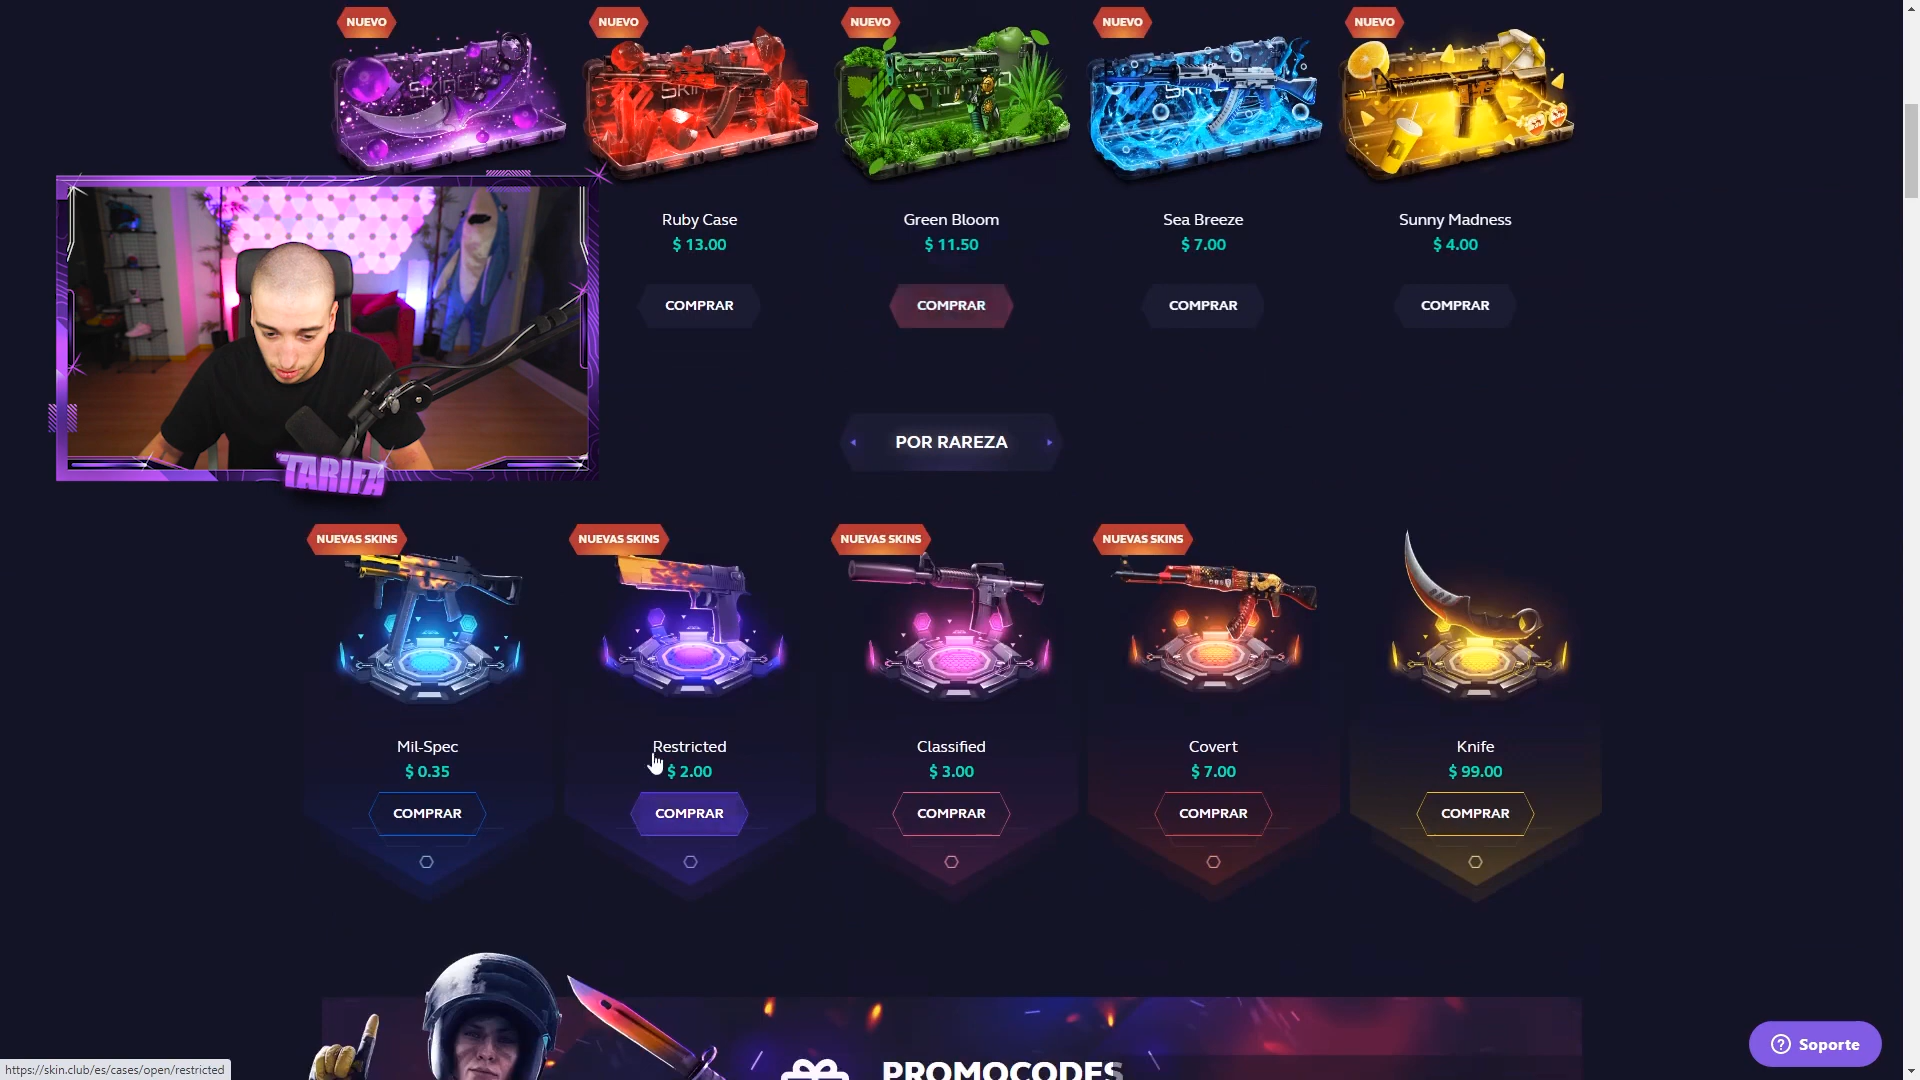 NUEVO
NUEVO
NUEVO
NUEVO
NUEVO
Ruby Case
$ 13.00
COMPRAR
Green Bloom
$ 11.50
COMPRAR
Sea Breeze
$ 7.00
COMPRAR
Sunny Madness
$ 4.00
COMPRAR
TARIFA
POR RAREZA
NUEVAS SKINS
Mil-Spec
$ 0.35
COMPRAR
NUEVAS SKINS
Restricted
$ 2.00
COMPRAR
NUEVAS SKINS
Classified
$ 3.00
COMPRAR
NUEVAS SKINS
Covert
$ 7.00
COMPRAR
Knife
$ 99.00
COMPRAR
PROMOCODES
Soporte
https://skin.club/es/cases/open/restricted